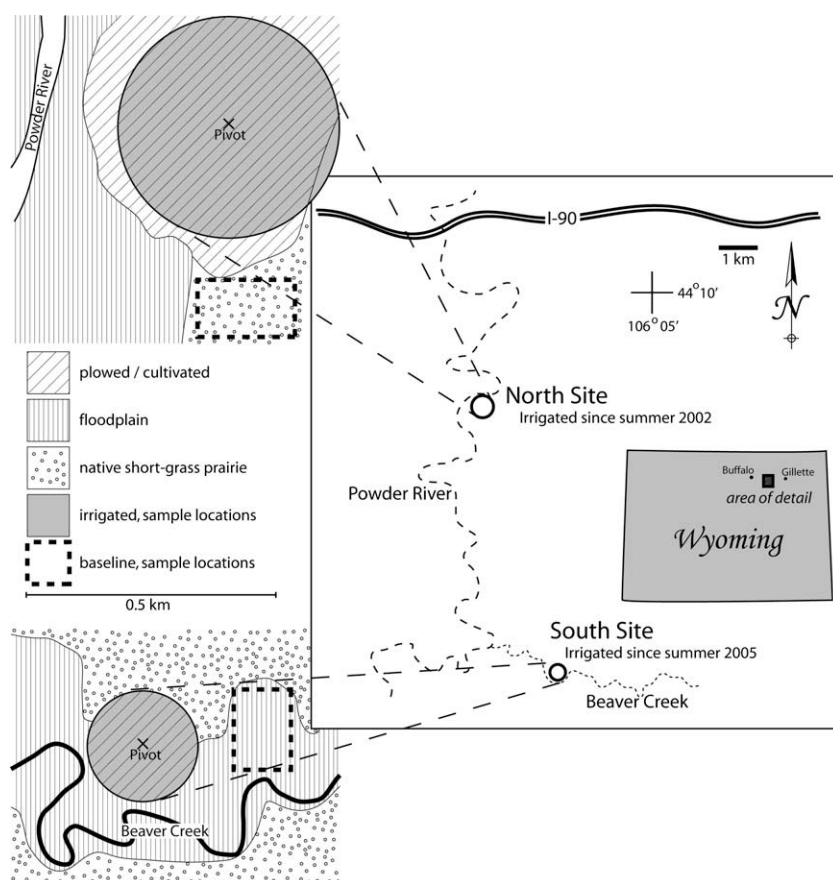 Powder River
Pivot
I-90
1 km
44°10'
106°05'
N
North Site
Irrigated since summer 2002
plowed / cultivated
floodplain
native short-grass prairie
irrigated, sample locations
baseline, sample locations
0.5 km
Powder River
Buffalo
Gillette
area of detail
Wyoming
South Site
Irrigated since summer 2005
Beaver Creek
Pivot
Beaver Creek